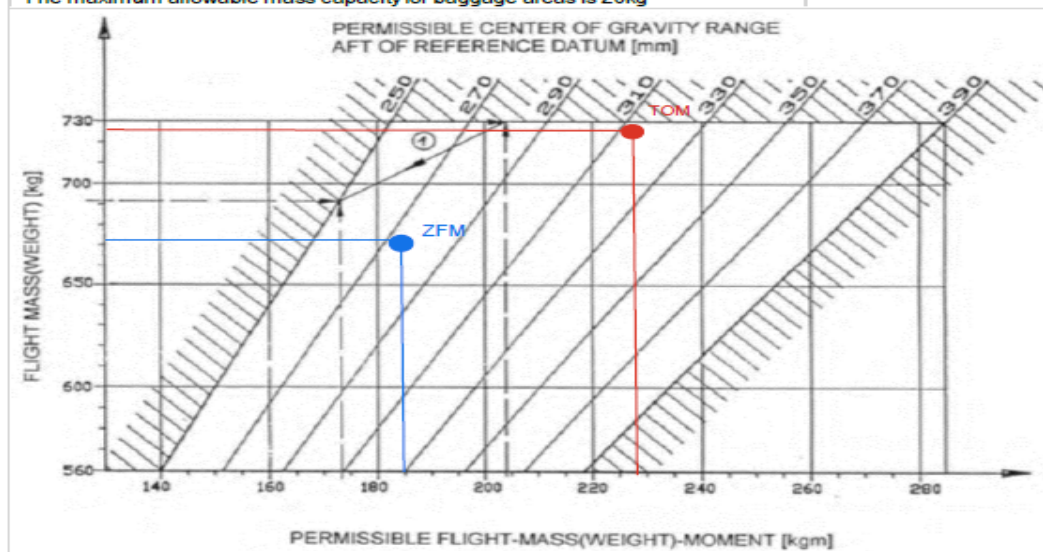 The maximum allowable mass capacity for baggage areas is 20kg
PERMISSIBLE CENTER OF GRAVITY RANGE
AFT OF REFERENCE DATUM [mm]
250 270 290 310 330 350 370 390
TOM
730
①
700
ZFM
650
600
560
FLIGHT MASS(WEIGHT) [kg]
140 160 180 200 220 240 260 280
PERMISSIBLE FLIGHT-MASS(WEIGHT)-MOMENT [kgm]